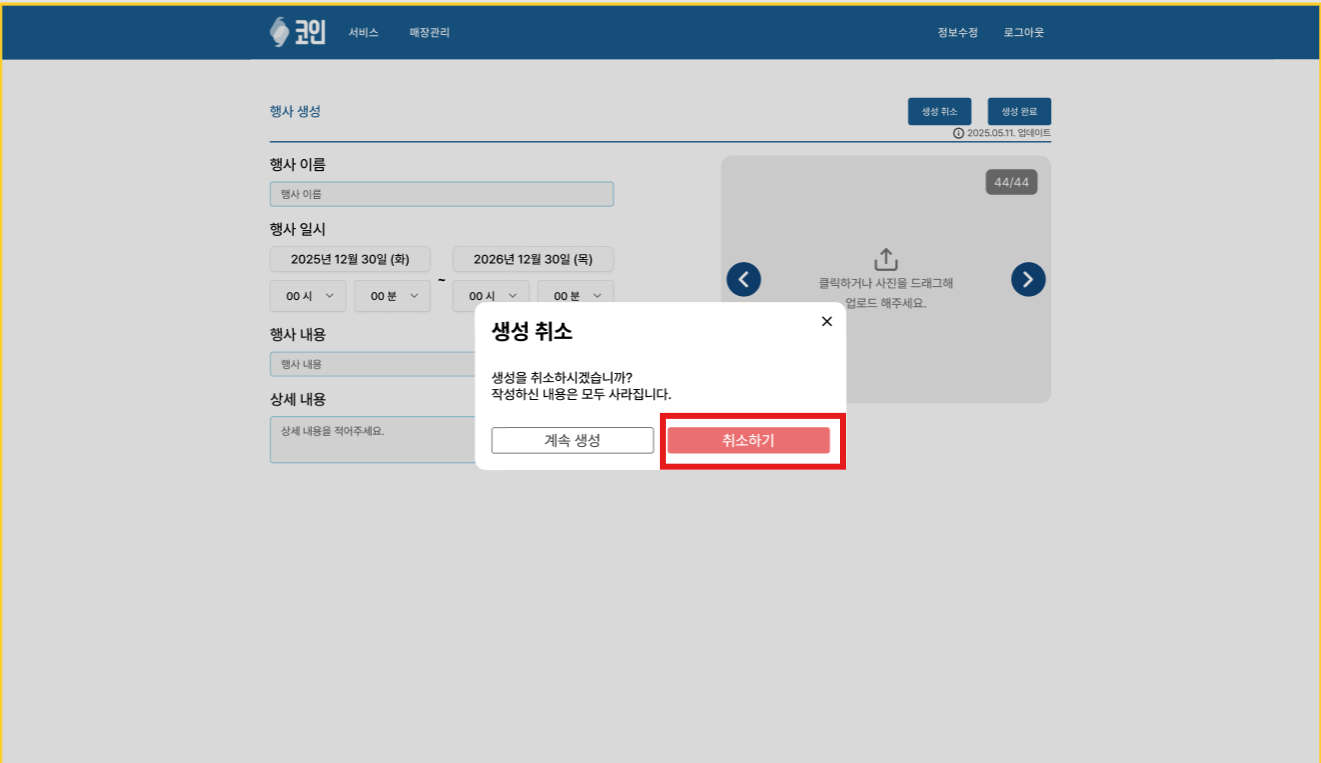 코인 서비스 매장관리 정보수정 로그아웃
행사 생성 생성 취소 생성 완료
2025.05.11. 업데이트
행사 이름
행사 이름
44/44
행사 일시
2025년 12월 30일 (화) 2026년 12월 30일 (목)
~
00 시 00 분 00 시 00 분
클릭하거나 사진을 드래그해
업로드 해주세요.
행사 내용
행사 내용
상세 내용
상세 내용을 적어주세요.
생성 취소
생성을 취소하시겠습니까?
작성하신 내용은 모두 사라집니다.
계속 생성 취소하기